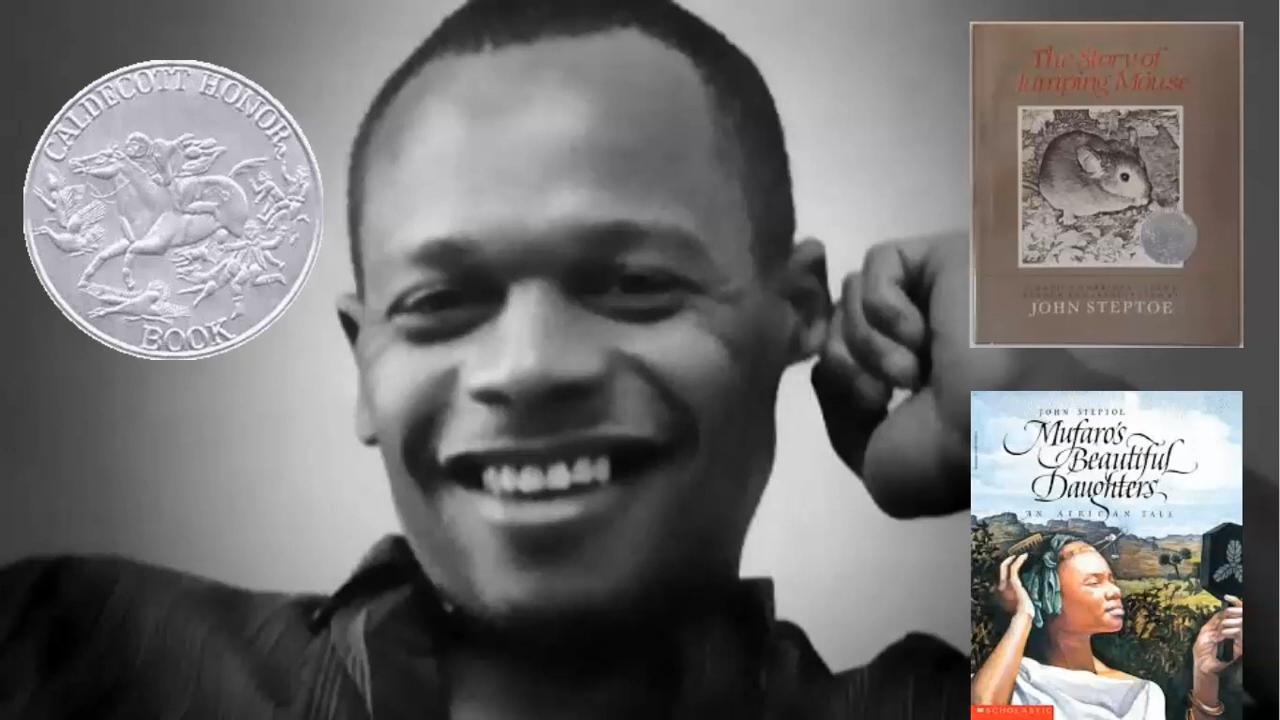 CALDECOTT HONOR
BOOK
The Story of
Jumping Mouse
JOHN STEPTOE
JOHN STEPTOE
Mufaro's
Beautiful
Daughters
AN AFRICAN TALE
SCHOLASTIC